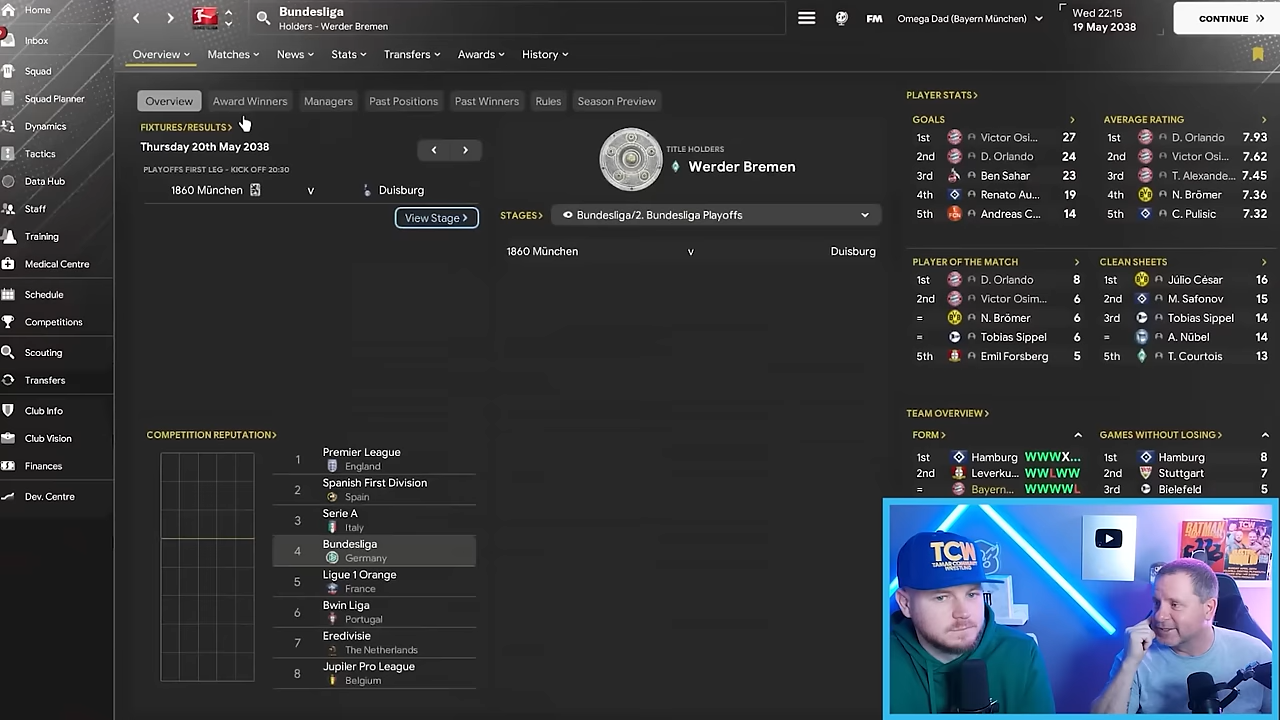 Home
Bundesliga
Holders - Werder Bremen
FM
Omega Dad (Bayern München)
Wed 22:15
19 May 2038
CONTINUE
Inbox
Squad
Squad Planner
Dynamics
Tactics
Data Hub
Staff
Training
Medical Centre
Schedule
Competitions
Scouting
Transfers
Club Info
Club Vision
Finances
Dev. Centre
Overview Matches News Stats Transfers Awards History
Overview Award Winners Managers Past Positions Past Winners Rules Season Preview
FIXTURES/RESULTS
Thursday 20th May 2038
PLAYOFFS FIRST LEG - KICK OFF 20:30
1860 München v Duisburg
View Stage
TITLE HOLDERS
Werder Bremen
STAGES Bundesliga/2. Bundesliga Playoffs
1860 München v Duisburg
COMPETITION REPUTATION
1 Premier League
England
2 Spanish First Division
Spain
3 Serie A
Italy
4 Bundesliga
Germany
5 Ligue 1 Orange
France
6 Bwin Liga
Portugal
7 Eredivisie
The Netherlands
8 Jupiler Pro League
Belgium
PLAYER STATS
GOALS
1st Victor Osi... 27
2nd D. Orlando 24
3rd Ben Sahar 23
4th Renato Au... 19
5th Andreas C... 14
AVERAGE RATING
1st D. Orlando 7.93
2nd Victor Osi... 7.62
3rd T. Alexande... 7.45
4th N. Brömer 7.36
5th C. Pulisic 7.32
PLAYER OF THE MATCH
1st D. Orlando 8
2nd Victor Osim... 6
= N. Brömer 6
= Tobias Sippel 6
5th Emil Forsberg 5
CLEAN SHEETS
1st Júlio César 16
2nd M. Safonov 15
3rd Tobias Sippel 14
= A. Nübel 14
5th T. Courtois 13
TEAM OVERVIEW
FORM
1st Hamburg WWWX...
2nd Leverku... WWLWW
= Bayern... WWWWL
GAMES WITHOUT LOSING
1st Hamburg 8
2nd Stuttgart 7
3rd Bielefeld 5
TCW
TAMAR COMMUNITY
WRESTLING
BATMAN
TCW